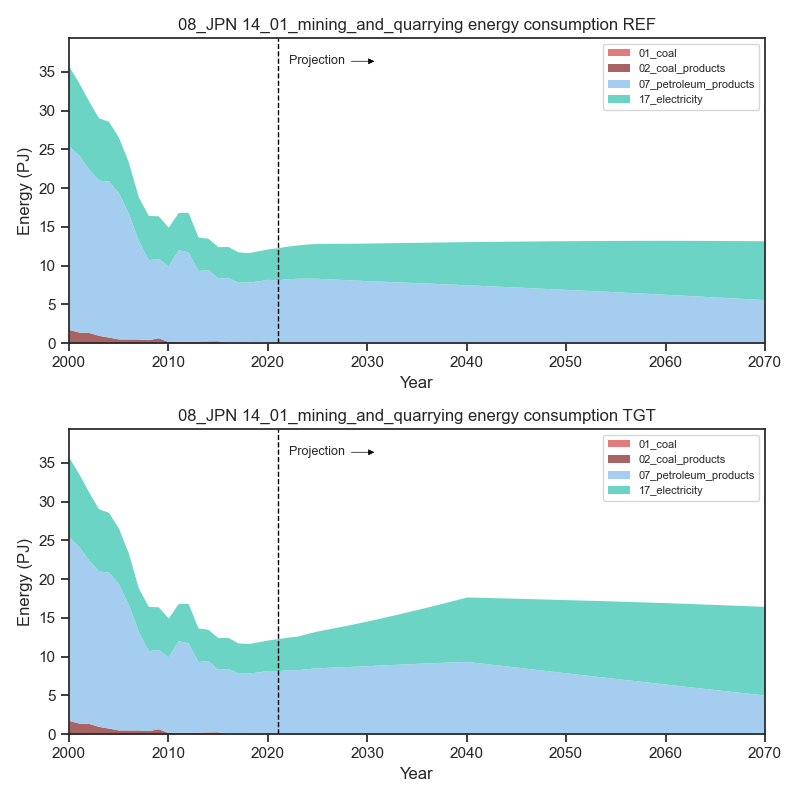 08_JPN 14_01_mining_and_quarrying energy consumption REF
Projection
01_coal
02_coal_products
07_petroleum_products
17_electricity
Energy (PJ)
35
30
25
20
15
10
5
0
2000 2010 2020 2030 2040 2050 2060 2070
Year
08_JPN 14_01_mining_and_quarrying energy consumption TGT
Projection
01_coal
02_coal_products
07_petroleum_products
17_electricity
Energy (PJ)
35
30
25
20
15
10
5
0
2000 2010 2020 2030 2040 2050 2060 2070
Year